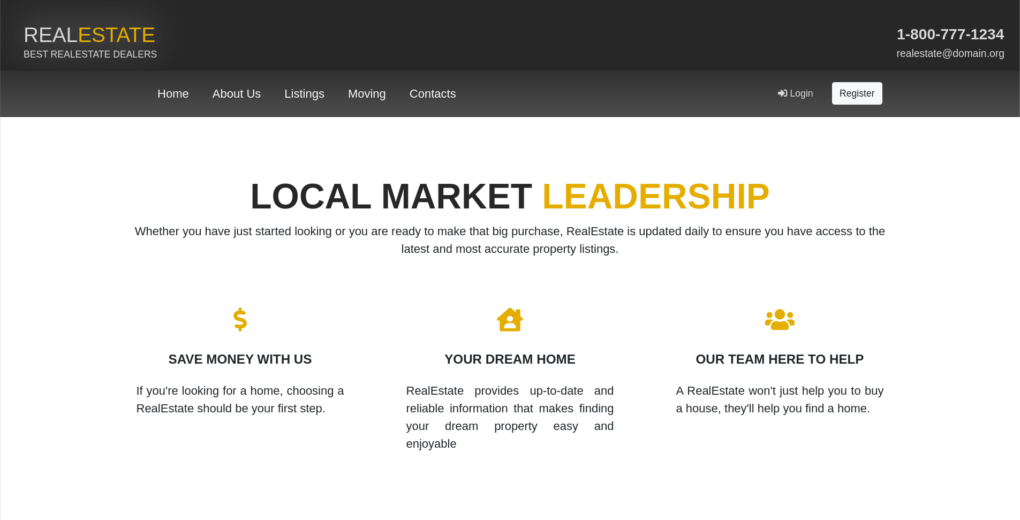 REALESTATE
BEST REALESTATE DEALERS
1-800-777-1234
realestate@domain.org
Home About Us Listings Moving Contacts
Login Register
LOCAL MARKET LEADERSHIP
Whether you have just started looking or you are ready to make that big purchase, RealEstate is updated daily to ensure you have access to the
latest and most accurate property listings.
SAVE MONEY WITH US
If you're looking for a home, choosing a
RealEstate should be your first step.
YOUR DREAM HOME
RealEstate provides up-to-date and
reliable information that makes finding
your dream property easy and
enjoyable
OUR TEAM HERE TO HELP
A RealEstate won't just help you to buy
a house, they'll help you find a home.